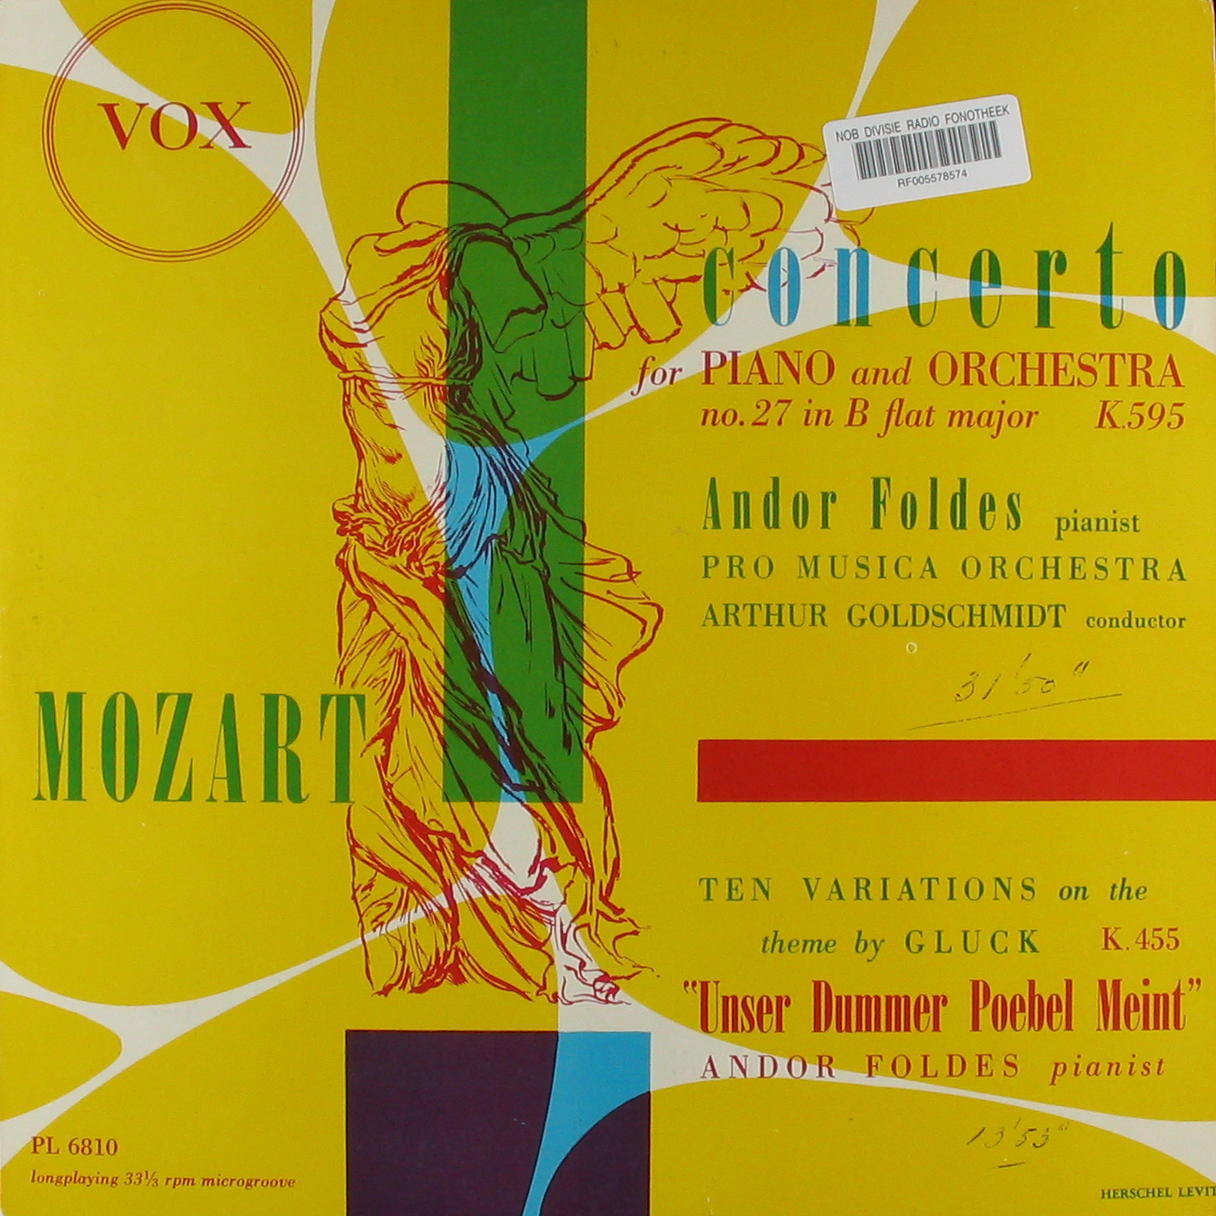 VOX
NOB DIVISIE RADIO FONOTHEEK
RF005578574
concerto
for PIANO and ORCHESTRA
no. 27 in B flat major K.595
Andor Foldes pianist
PRO MUSICA ORCHESTRA
ARTHUR GOLDSCHMIDT conductor
31'50"
MOZART
TEN VARIATIONS on the
theme by GLUCK K. 455
"Unser Dummer Poebel Meint"
ANDOR FOLDES pianist
13'53"
PL 6810
longplaying 33⅓ rpm microgroove
HERSCHEL LEVIT